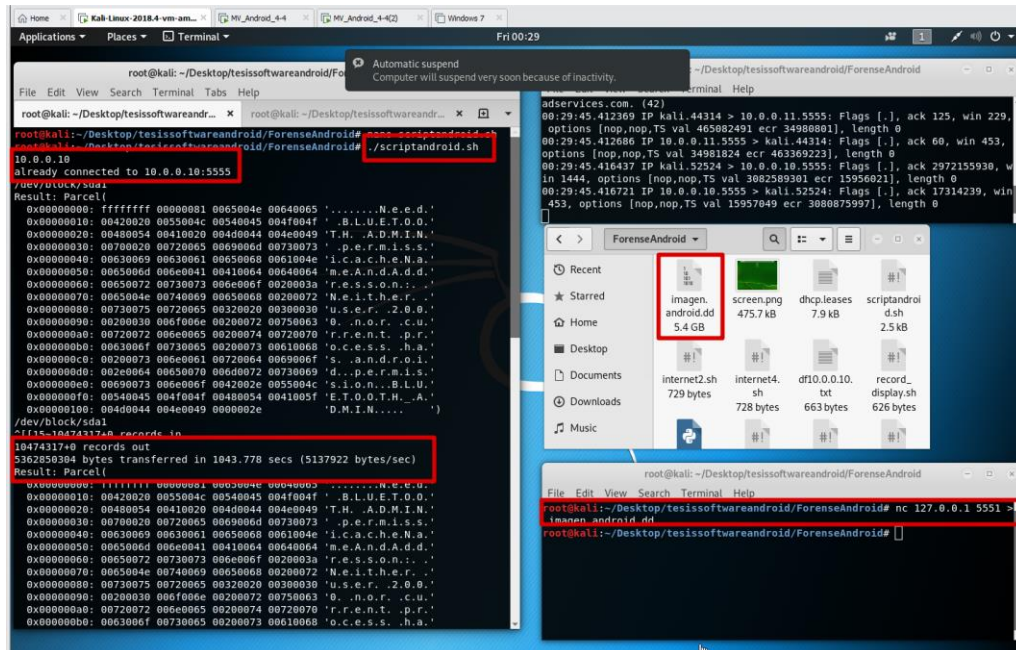 Home
Kali-Linux-2018.4-vm-am...
MV_Android_4-4
MV_Android_4-4(2)
Windows 7
Applications
Places
Terminal
Fri 00:29
1
Automatic suspend
Computer will suspend very soon because of inactivity.
root@kali: ~/Desktop/tesissoftwareandroid/Fo
File Edit View Search Terminal Tabs Help
root@kali: ~/Desktop/tesissoftwareandr...
root@kali: ~/Desktop/tesissoftwareandr...
root@kali:~/Desktop/tesissoftwareandroid/ForenseAndroid# nano scriptandroid.sh
root@kali:~/Desktop/tesissoftwareandroid/ForenseAndroid# ./scriptandroid.sh
10.0.0.10
already connected to 10.0.0.10:5555
/dev/block/sda1
Result: Parcel(
0x00000000: ffffffff 00000081 0065004e 00640065 '........N.e.e.d.'
0x00000010: 00420020 0055004c 00540045 004f004f ' .B.L.U.E.T.O.O.'
0x00000020: 00480054 00410020 004d0044 004e0049 'T.H. .A.D.M.I.N.'
0x00000030: 00700020 00720065 0069006d 00730073 ' .p.e.r.m.i.s.s.'
0x00000040: 00630069 00630061 00650068 0061004e 'i.c.a.c.h.e.N.a.'
0x00000050: 0065006d 006e0041 00410064 00640064 'm.e.A.n.d.A.d.d.'
0x00000060: 00650072 00730073 006e006f 0020003a 'r.e.s.s.o.n.:. .'
0x00000070: 0065004e 00740069 00650068 00200072 'N.e.i.t.h.e.r. .'
0x00000080: 00730075 00720065 00320020 00300030 'u.s.e.r. .2.0.0.'
0x00000090: 00200030 006f006e 00200072 00750063 '0. .n.o.r. .c.u.'
0x000000a0: 00720072 006e0065 00200074 00720070 'r.r.e.n.t. .p.r.'
0x000000b0: 0063006f 00730065 00200073 00610068 'o.c.e.s.s. .h.a.'
0x000000c0: 00200073 006e0061 00720064 0069006f 's. .a.n.d.r.o.i.'
0x000000d0: 002e0064 00650070 006d0072 00730069 'd...p.e.r.m.i.s.'
0x000000e0: 00690073 006e006f 0042002e 0055004c 's.i.o.n...B.L.U.'
0x000000f0: 00540045 004f004f 00480054 0041005f 'E.T.O.O.T.H._.A.'
0x00000100: 004d0044 004e0049 0000002e 'D.M.I.N..... ')
/dev/block/sda1
^[[15~10474317+0 records in
10474317+0 records out
5362850304 bytes transferred in 1043.778 secs (5137922 bytes/sec)
Result: Parcel(
0x00000000: ffffffff 00000081 0065004e 00640065 '........N.e.e.d.'
0x00000010: 00420020 0055004c 00540045 004f004f ' .B.L.U.E.T.O.O.'
0x00000020: 00480054 00410020 004d0044 004e0049 'T.H. .A.D.M.I.N.'
0x00000030: 00700020 00720065 0069006d 00730073 ' .p.e.r.m.i.s.s.'
0x00000040: 00630069 00630061 00650068 0061004e 'i.c.a.c.h.e.N.a.'
0x00000050: 0065006d 006e0041 00410064 00640064 'm.e.A.n.d.A.d.d.'
0x00000060: 00650072 00730073 006e006f 0020003a 'r.e.s.s.o.n.:. .'
0x00000070: 0065004e 00740069 00650068 00200072 'N.e.i.t.h.e.r. .'
0x00000080: 00730075 00720065 00320020 00300030 'u.s.e.r. .2.0.0.'
0x00000090: 00200030 006f006e 00200072 00750063 '0. .n.o.r. .c.u.'
0x000000a0: 00720072 006e0065 00200074 00720070 'r.r.e.n.t. .p.r.'
0x000000b0: 0063006f 00730065 00200073 00610068 'o.c.e.s.s. .h.a.'
~/Desktop/tesissoftwareandroid/ForenseAndroid
Terminal Help
adservices.com. (42)
00:29:45.412369 IP kali.44314 > 10.0.0.11.5555: Flags [.], ack 125, win 229,
options [nop,nop,TS val 465082491 ecr 34980801], length 0
00:29:45.412686 IP 10.0.0.11.5555 > kali.44314: Flags [.], ack 60, win 453,
options [nop,nop,TS val 34981824 ecr 463369223], length 0
00:29:45.416437 IP kali.52524 > 10.0.0.10.5555: Flags [.], ack 2972155930, w
in 1444, options [nop,nop,TS val 3082589301 ecr 15956021], length 0
00:29:45.416721 IP 10.0.0.10.5555 > kali.52524: Flags [.], ack 17314239, win
453, options [nop,nop,TS val 15957049 ecr 3080875997], length 0
ForenseAndroid
Recent
Starred
Home
Desktop
Documents
Downloads
Music
imagen.
android.dd
5.4 GB
screen.png
475.7 kB
dhcp.leases
7.9 kB
scriptandroi
d.sh
2.5 kB
internet2.sh
729 bytes
internet4.
sh
728 bytes
df10.0.0.10.
txt
663 bytes
record_
display.sh
626 bytes
root@kali: ~/Desktop/tesissoftwareandroid/ForenseAndroid
File Edit View Search Terminal Help
root@kali:~/Desktop/tesissoftwareandroid/ForenseAndroid# nc 127.0.0.1 5551 >
imagen.android.dd
root@kali:~/Desktop/tesissoftwareandroid/ForenseAndroid#